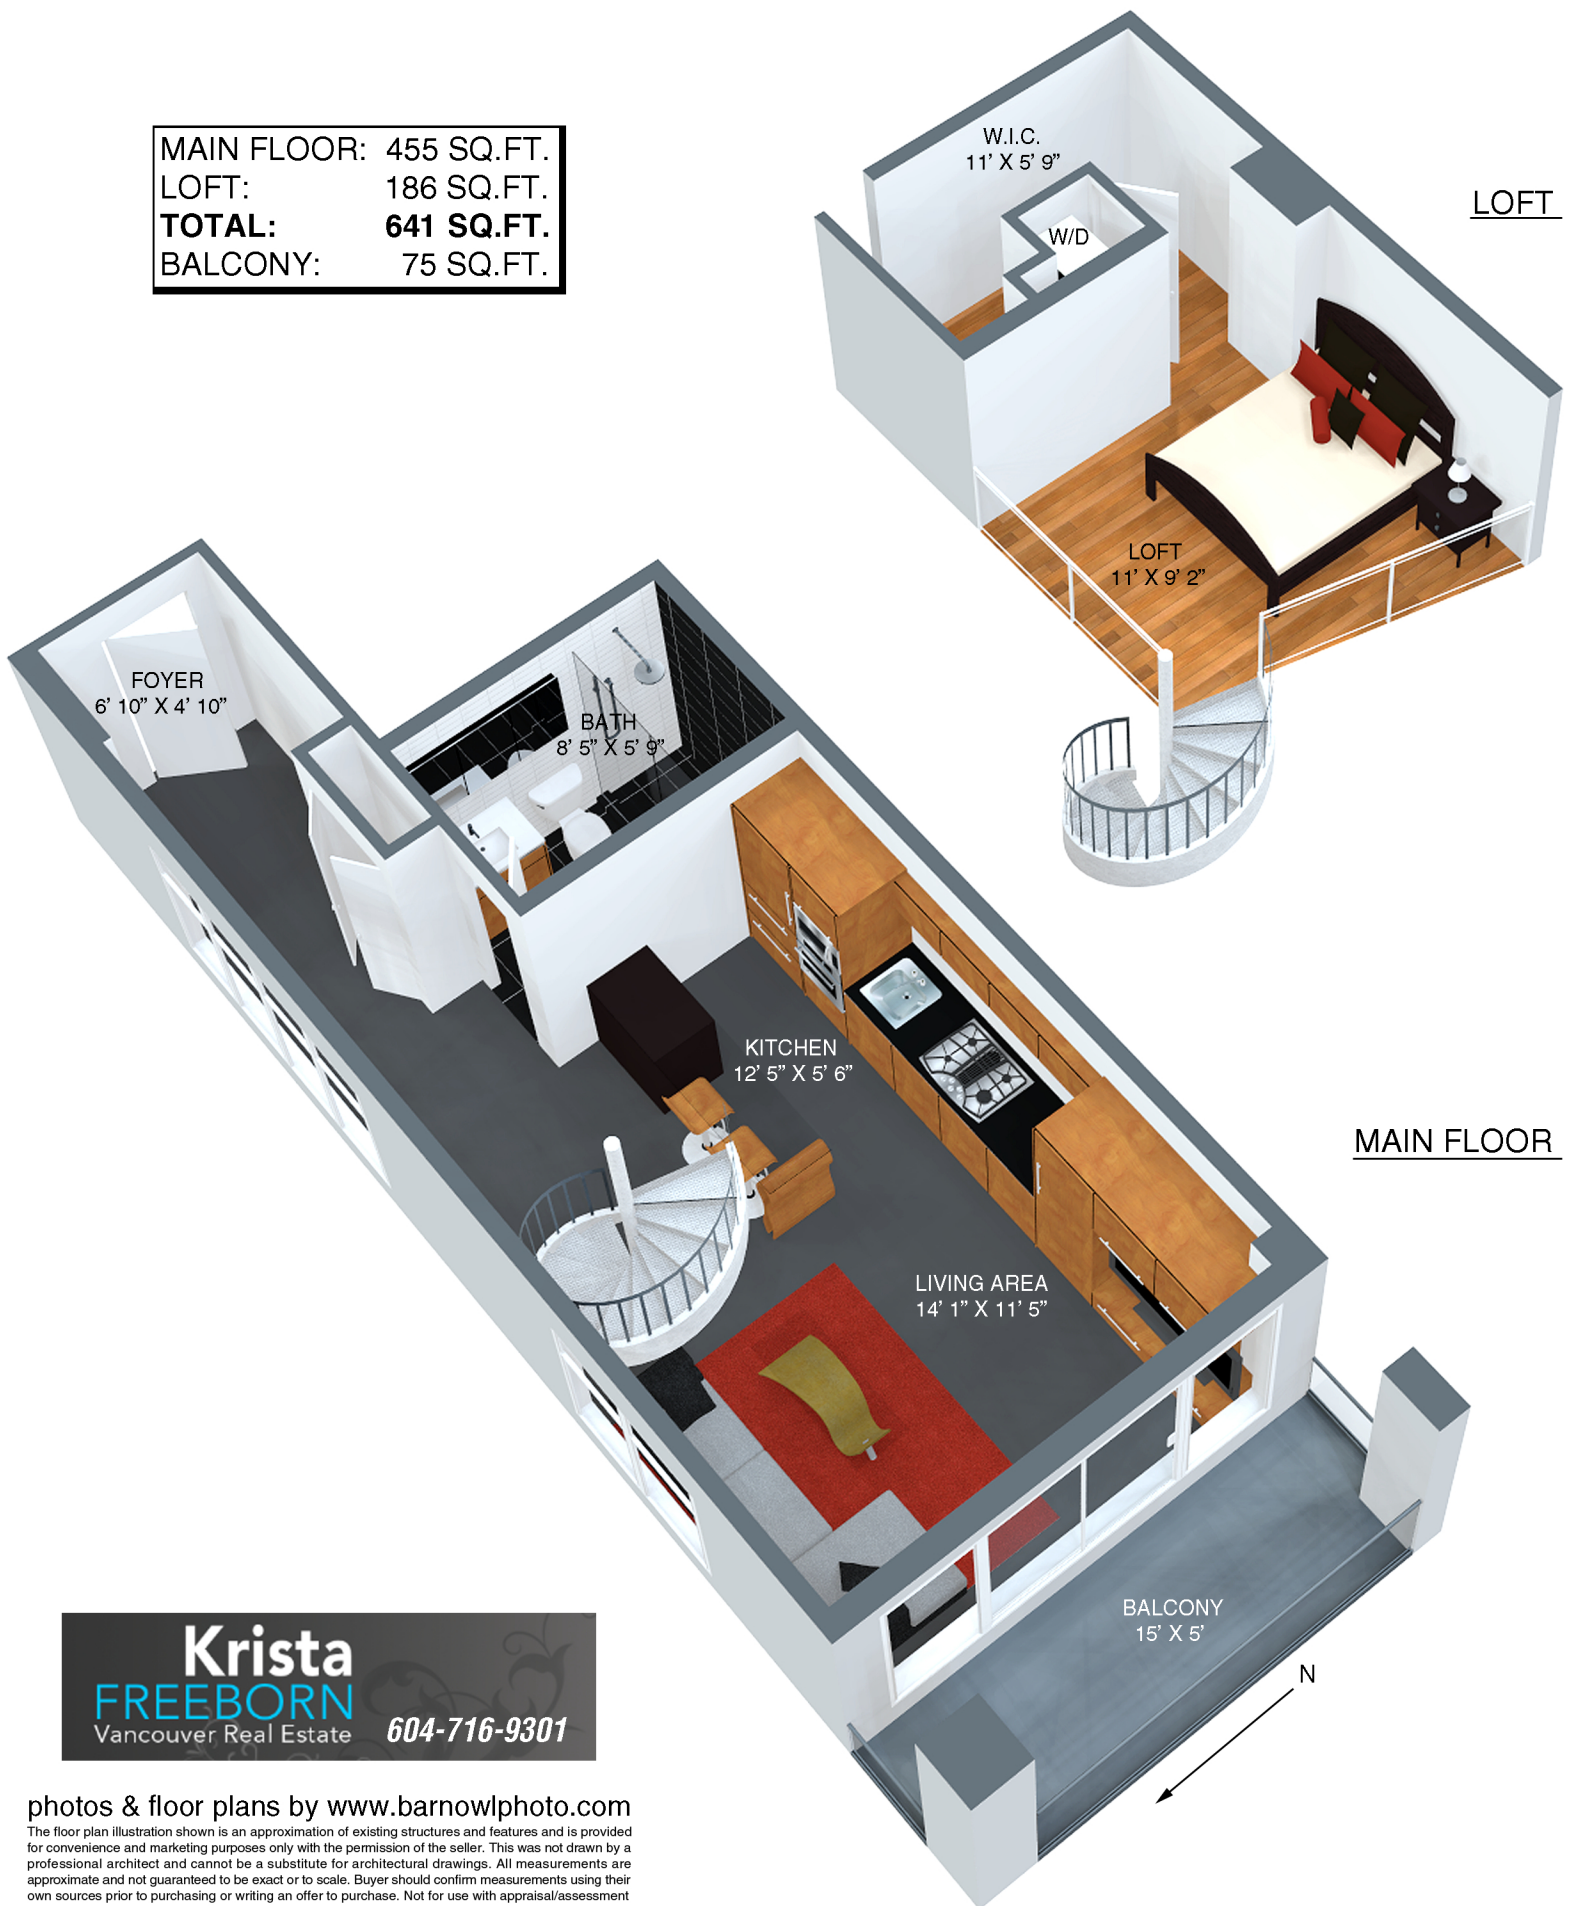 MAIN FLOOR: 455 SQ.FT.
LOFT: 186 SQ.FT.
TOTAL: 641 SQ.FT.
BALCONY: 75 SQ.FT.
W.I.C.
11' X 5' 9”
W/D
LOFT
LOFT
11' X 9' 2”
FOYER
6' 10” X 4' 10”
BATH
8' 5” X 5' 9”
KITCHEN
12' 5” X 5' 6”
MAIN FLOOR
LIVING AREA
14' 1” X 11' 5”
BALCONY
15' X 5'
N
Krista
FREEBORN
Vancouver Real Estate 604-716-9301
photos & floor plans by www.barnowlphoto.com
The floor plan illustration shown is an approximation of existing structures and features and is provided
for convenience and marketing purposes only with the permission of the seller. This was not drawn by a
professional architect and cannot be a substitute for architectural drawings. All measurements are
approximate and not guaranteed to be exact or to scale. Buyer should confirm measurements using their
own sources prior to purchasing or writing an offer to purchase. Not for use with appraisal/assessment